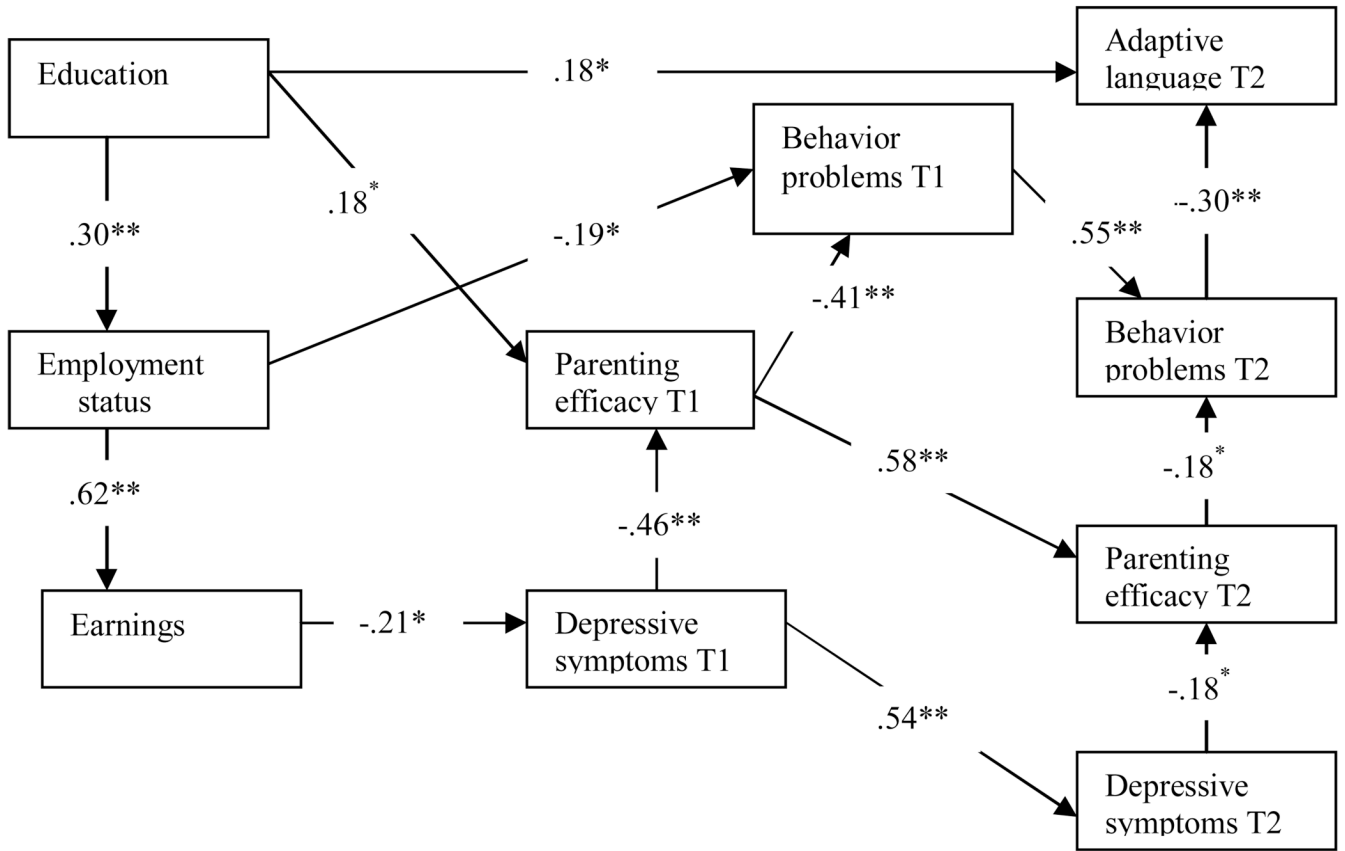 Education
.18*
Adaptive
language T2
Behavior
problems T1
.18*
.30**
-.19*
-.30**
.55**
-.41**
Employment
status
Parenting
efficacy T1
Behavior
problems T2
.62**
-.46**
.58**
-.18*
Parenting
efficacy T2
Earnings
-.21*
Depressive
symptoms T1
-.18*
.54**
Depressive
symptoms T2